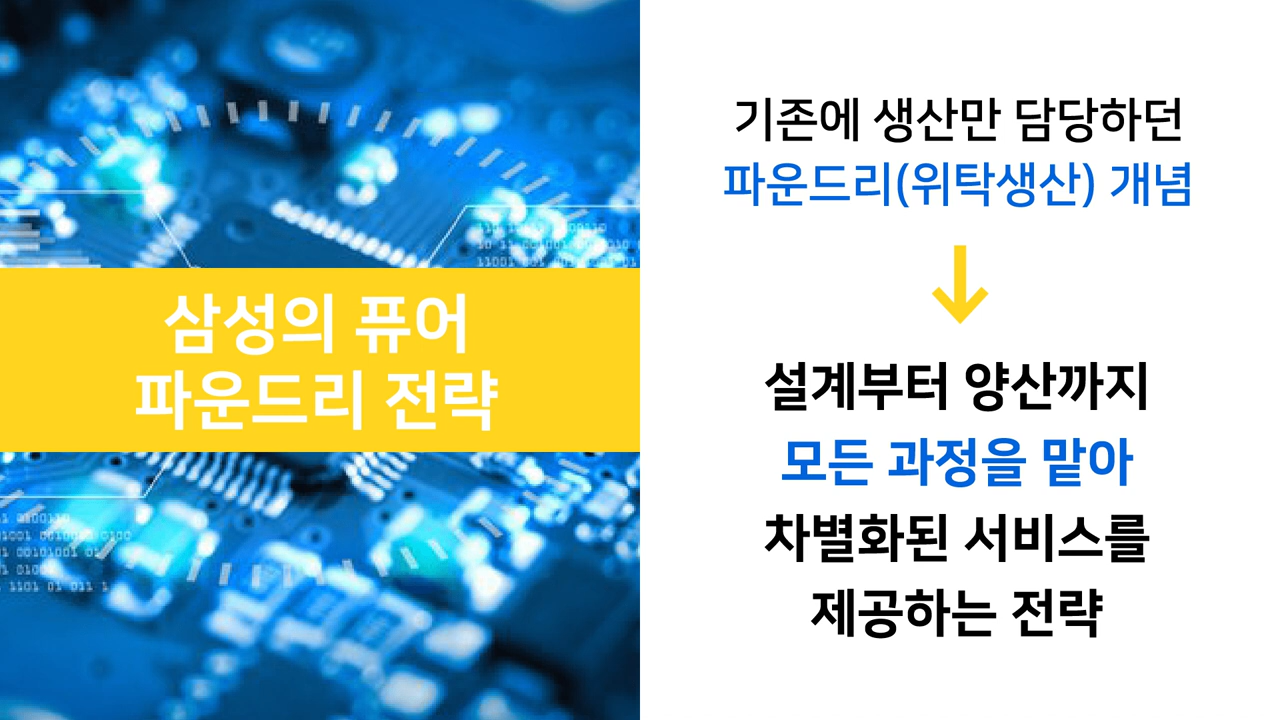 삼성의 퓨어
파운드리 전략
기존에 생산만 담당하던
파운드리(위탁생산) 개념
설계부터 양산까지
모든 과정을 맡아
차별화된 서비스를
제공하는 전략